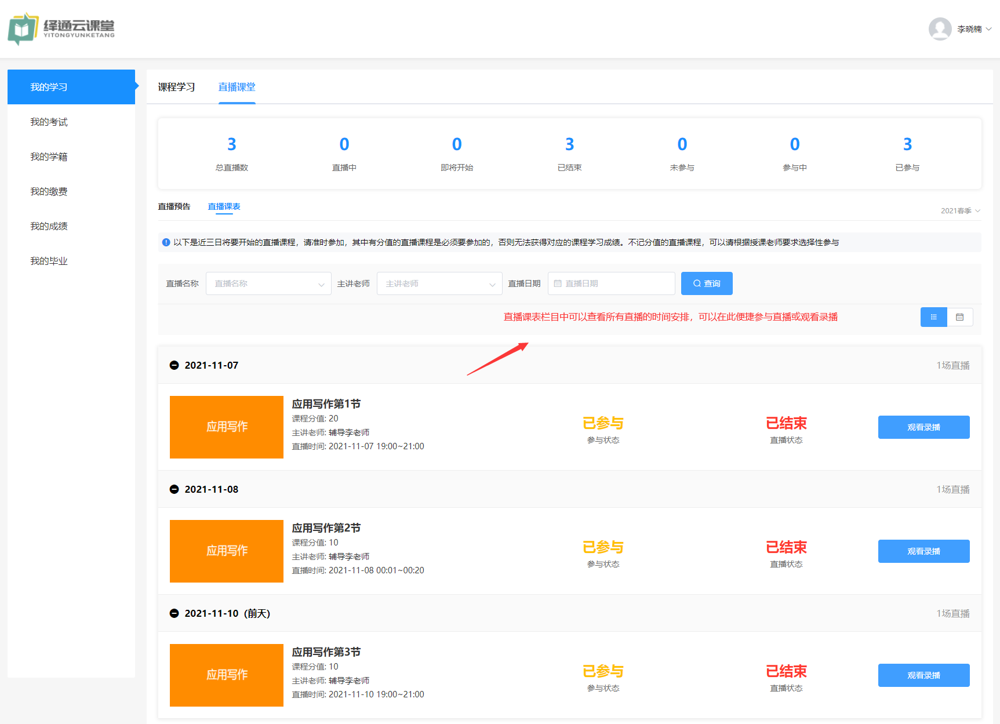 绎通云课堂
YITONGYUNKETANG
李晓楠
我的学习
我的考试
我的学籍
我的缴费
我的成绩
我的毕业
课程学习 直播课堂
3 0 0 3 0 0 3
总直播数 直播中 即将开始 已结束 未参与 参与中 已参与
直播预告 直播课表 2021春季
以下是近三日将要开始的直播课程，请准时参加，其中有分值的直播课程是必须要参加的，否则无法获得对应的课程学习成绩。不记分值的直播课程，可以请根据授课老师要求选择性参与
直播名称 直播名称 主讲老师 主讲老师 直播日期 直播日期 查询
直播课表栏目中可以查看所有直播的时间安排，可以在此便捷参与直播或观看录播
2021-11-07 1场直播
应用写作
应用写作第1节
课程分值: 20
主讲老师: 辅导李老师
直播时间: 2021-11-07 19:00~21:00
已参与
参与状态
已结束
直播状态
观看录播
2021-11-08 1场直播
应用写作
应用写作第2节
课程分值: 10
主讲老师: 辅导李老师
直播时间: 2021-11-08 00:01~00:20
已参与
参与状态
已结束
直播状态
观看录播
2021-11-10 (前天) 1场直播
应用写作
应用写作第3节
课程分值: 10
主讲老师: 辅导李老师
直播时间: 2021-11-10 19:00~21:00
已参与
参与状态
已结束
直播状态
观看录播